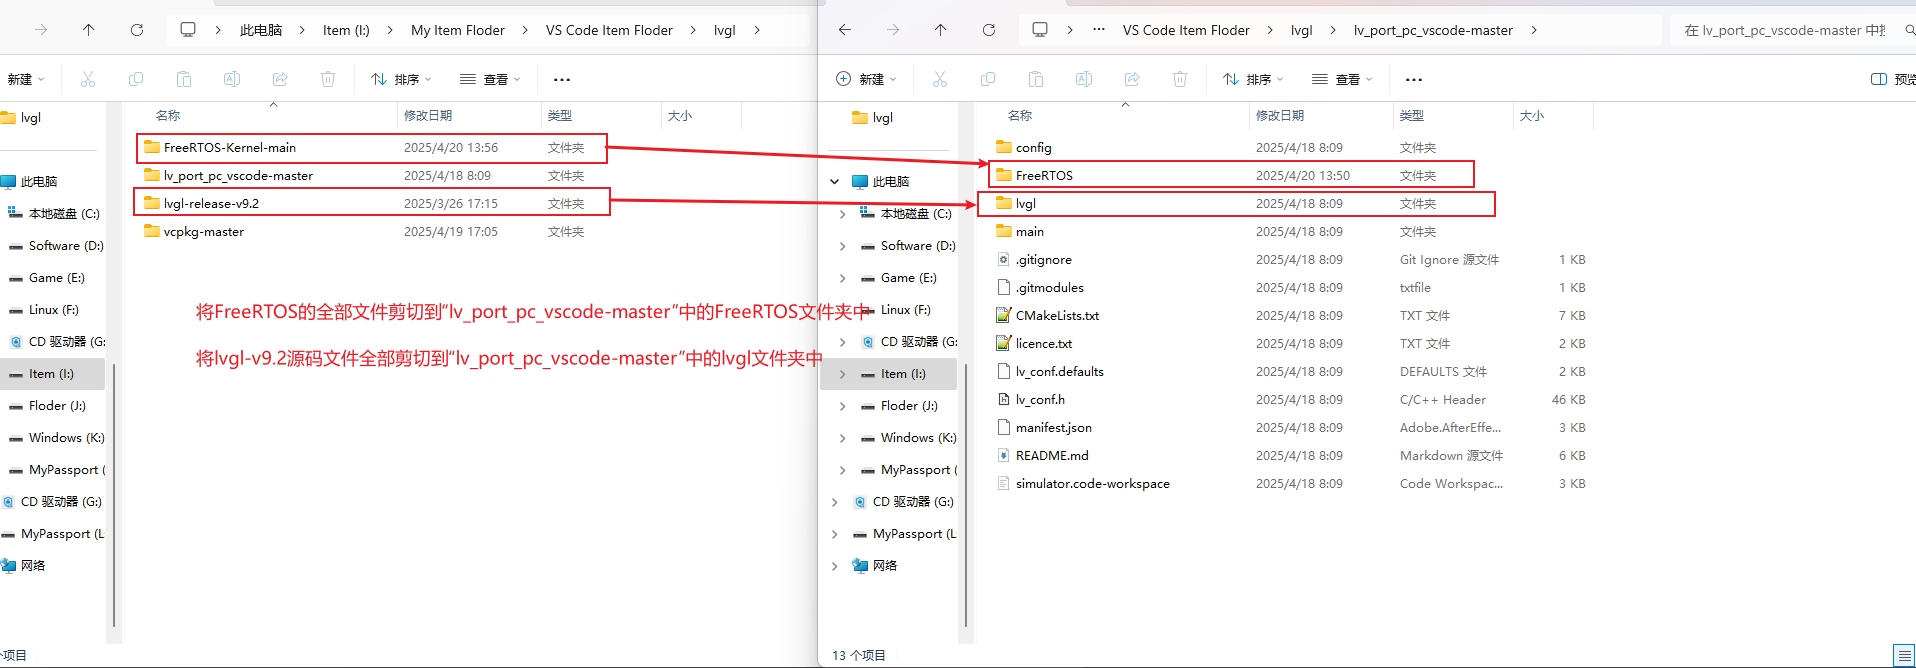 此电脑 Item (I:) My Item Floder VS Code Item Floder lvgl
新建 排序 查看
名称 修改日期 类型 大小
lvgl
FreeRTOS-Kernel-main 2025/4/20 13:56 文件夹
lv_port_pc_vscode-master 2025/4/18 8:09 文件夹
此电脑
lvgl-release-v9.2 2025/3/26 17:15 文件夹
本地磁盘 (C:)
vcpkg-master 2025/4/19 17:05 文件夹
Software (D:)
Game (E:)
Linux (F:)
将FreeRTOS的全部文件剪切到“lv_port_pc_vscode-master”中的FreeRTOS文件夹中
CD 驱动器 (G:
将lvgl-v9.2源码文件全部剪切到“lv_port_pc_vscode-master”中的lvgl文件夹中
Item (I:)
Floder (J:)
Windows (K:)
MyPassport (
CD 驱动器 (G:)
MyPassport (L
网络
个项目
… VS Code Item Floder lvgl lv_port_pc_vscode-master 在 lv_port_pc_vscode-master 中
新建 排序 查看 预览
名称 修改日期 类型 大小
lvgl
config 2025/4/18 8:09 文件夹
FreeRTOS 2025/4/20 13:50 文件夹
此电脑
lvgl 2025/4/18 8:09 文件夹
本地磁盘 (C:)
main 2025/4/18 8:09 文件夹
Software (D:)
.gitignore 2025/4/18 8:09 Git Ignore 源文件 1 KB
Game (E:)
.gitmodules 2025/4/18 8:09 txtfile 1 KB
Linux (F:)
CMakeLists.txt 2025/4/18 8:09 TXT 文件 7 KB
CD 驱动器 (G:
licence.txt 2025/4/18 8:09 TXT 文件 2 KB
Item (I:)
lv_conf.defaults 2025/4/18 8:09 DEFAULTS 文件 2 KB
Floder (J:)
lv_conf.h 2025/4/18 8:09 C/C++ Header 46 KB
Windows (K:)
manifest.json 2025/4/18 8:09 Adobe.AfterEffe... 3 KB
MyPassport (
README.md 2025/4/18 8:09 Markdown 源文件 6 KB
simulator.code-workspace 2025/4/18 8:09 Code Workspac... 3 KB
CD 驱动器 (G:)
MyPassport (L
网络
13 个项目